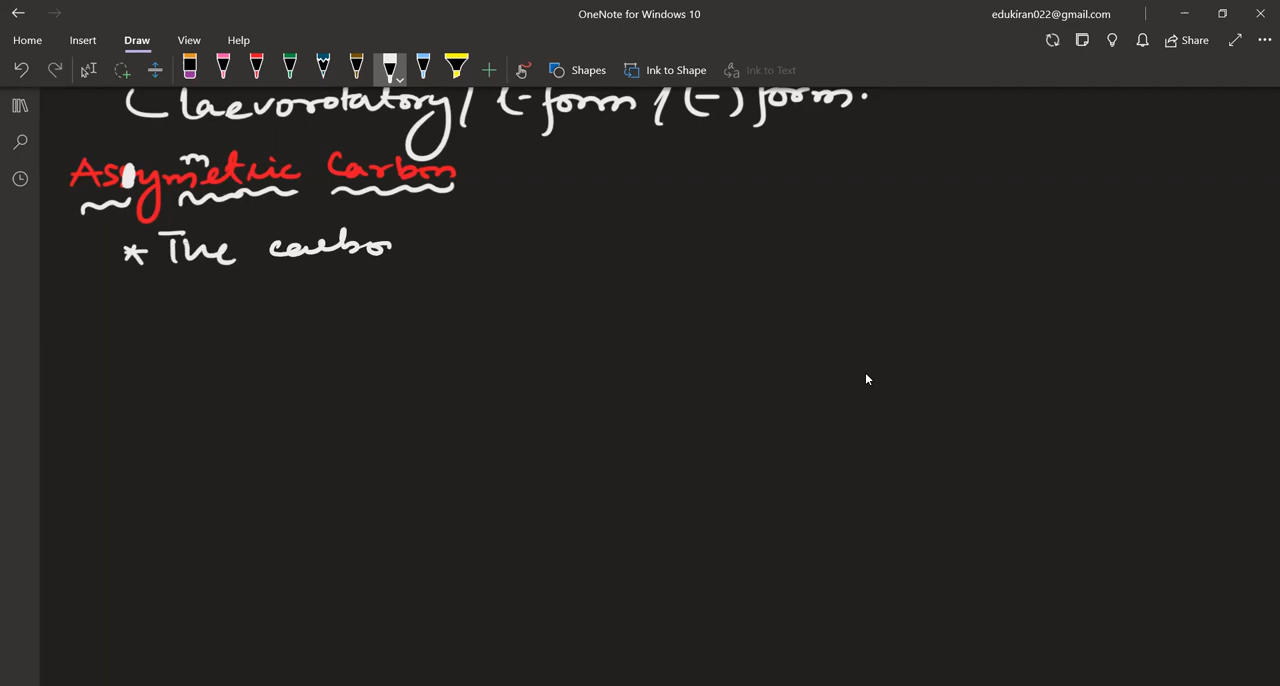 OneNote for Windows 10
edukiran022@gmail.com
Home Insert Draw View Help
Share
Shapes Ink to Shape Ink to Text
(laevorotatory / l-form / (-) form.
Asymmetric Carbon
* The carbo